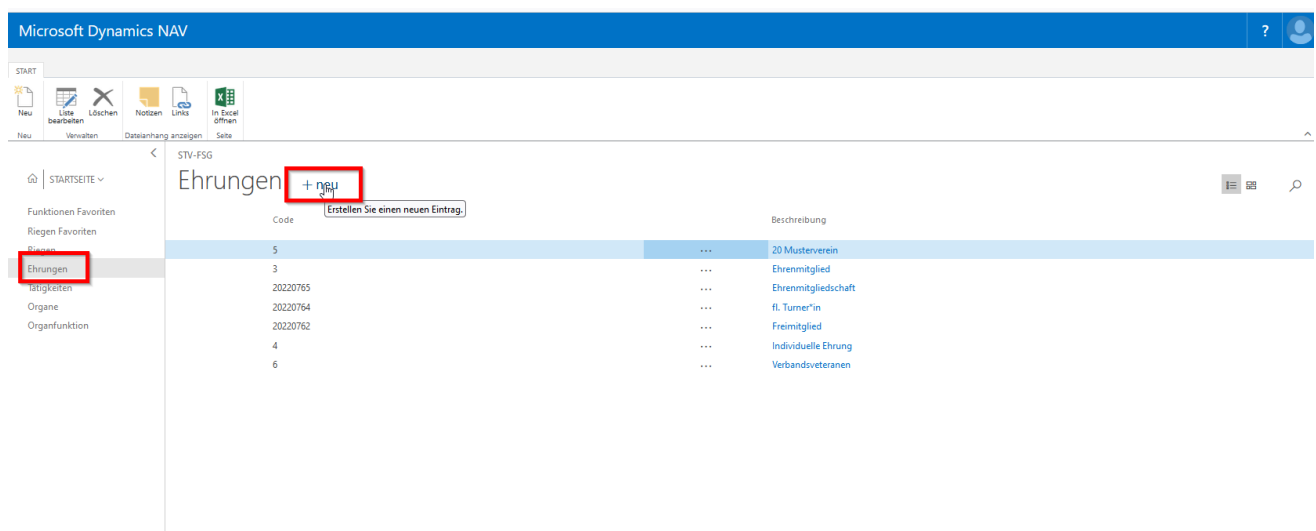 Microsoft Dynamics NAV ?
START
Neu Liste bearbeiten Löschen Notizen Links In Excel öffnen
Neu Verwalten Dateianhang anzeigen Seite
STV-FSG
STARTSEITE
Ehrungen + neu
Erstellen Sie einen neuen Eintrag.
Funktionen Favoriten
Riegen Favoriten
Riegen
Ehrungen
Tätigkeiten
Organe
Organfunktion
Code Beschreibung
5 ... 20 Musterverein
3 ... Ehrenmitglied
20220765 ... Ehrenmitgliedschaft
20220764 ... fl. Turner*in
20220762 ... Freimitglied
4 ... Individuelle Ehrung
6 ... Verbandsveteranen